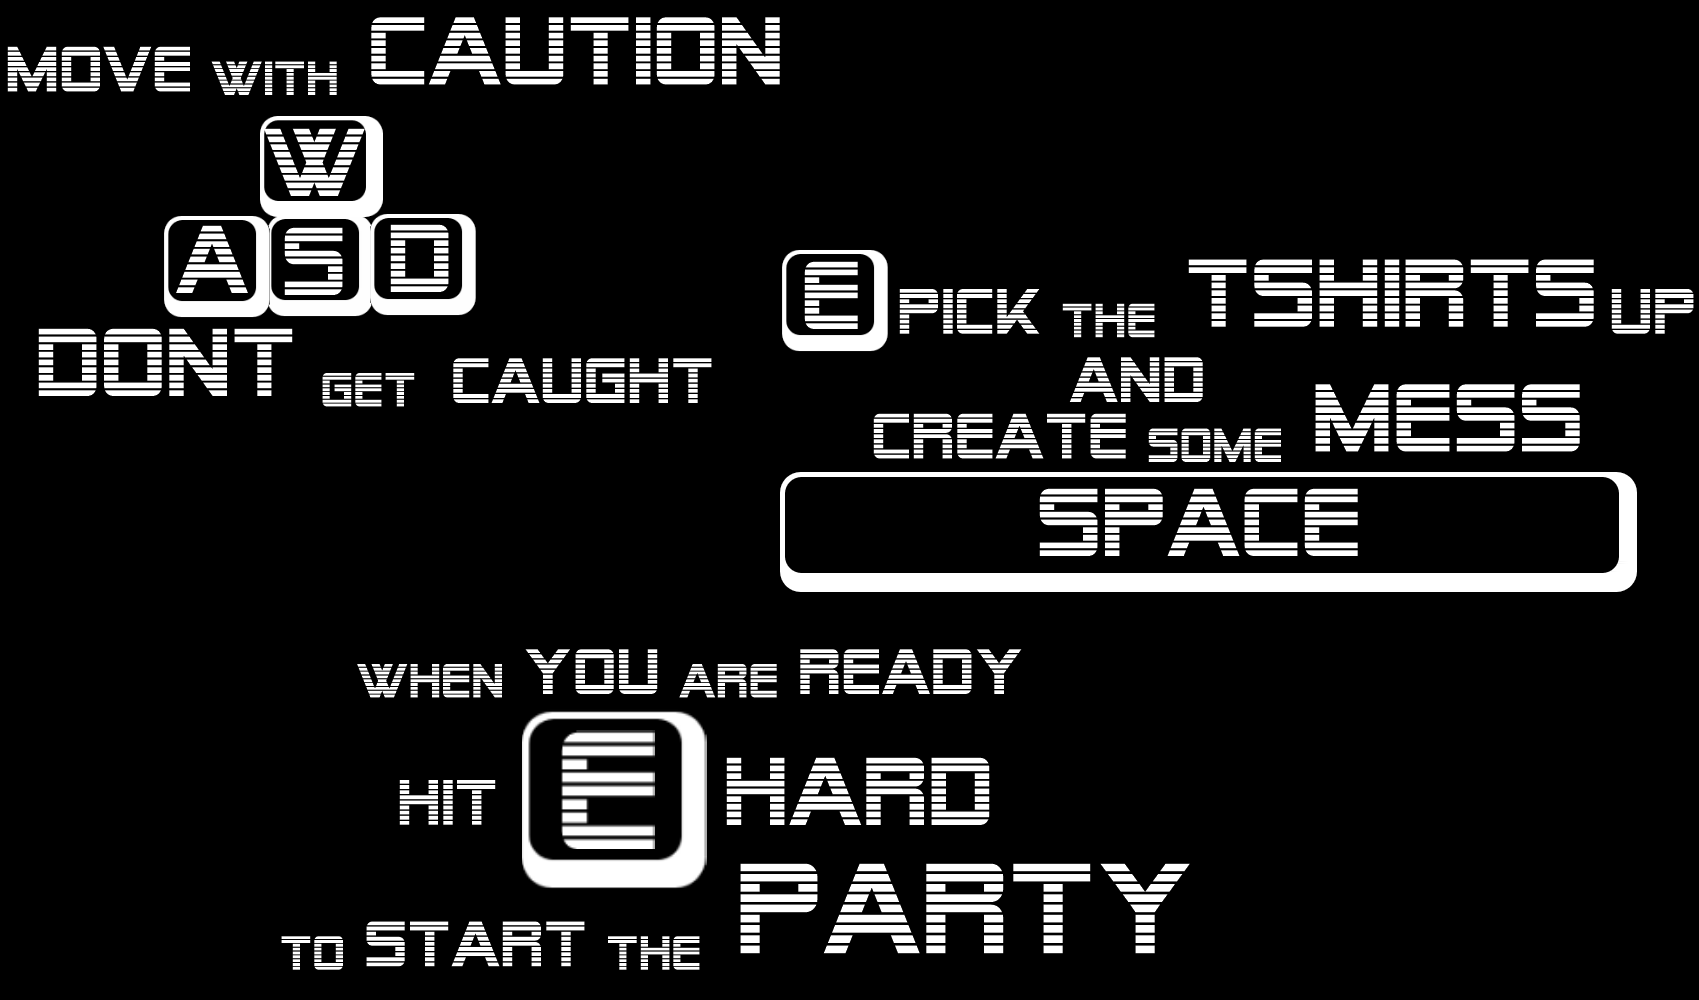 MOVE WITH CAUTION
W
A S D
DONT GET CAUGHT
E PICK THE TSHIRTS UP
AND
CREATE SOME MESS
SPACE
WHEN YOU ARE READY
HIT E HARD
TO START THE PARTY